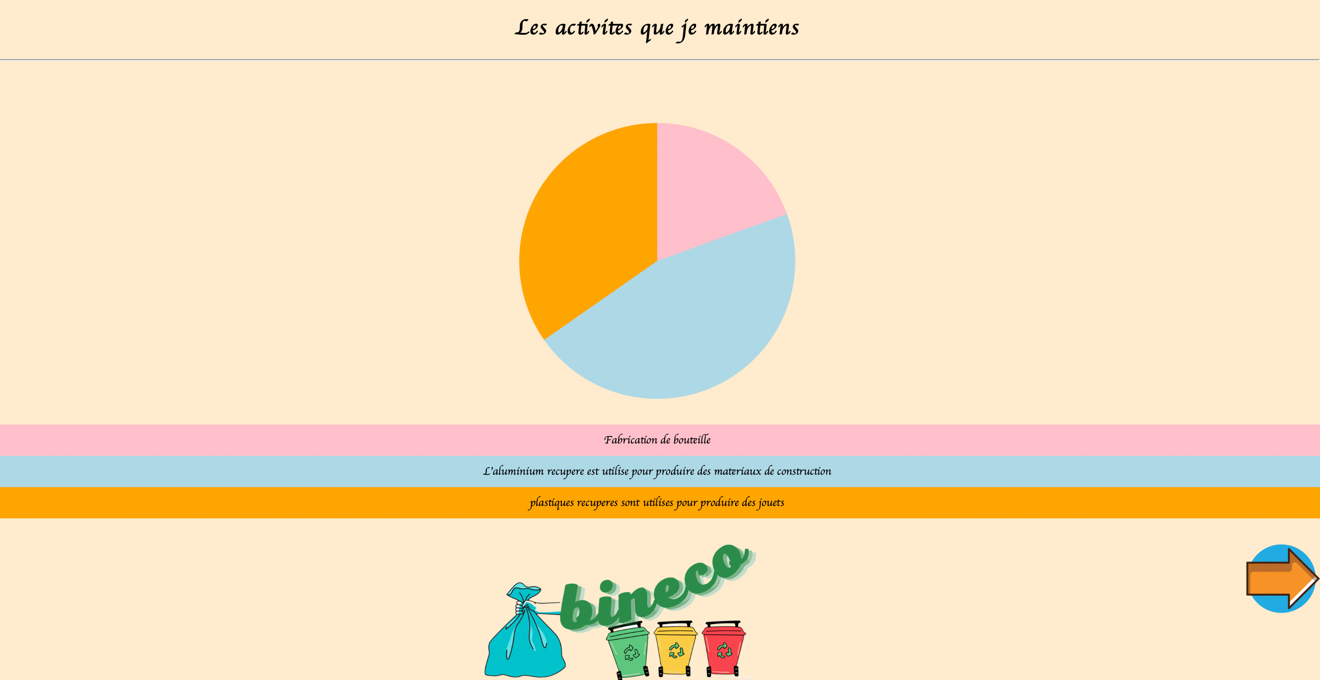 Les activites que je maintiens
Fabrication de bouteille
L'aluminium recupere est utilise pour produire des materiaux de construction
plastiques recuperes sont utilises pour produire des jouets
bineco